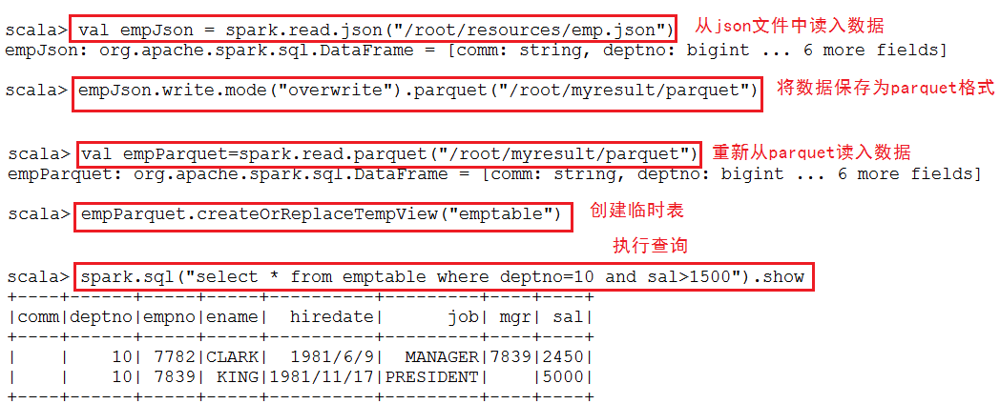 scala> val empJson = spark.read.json("/root/resources/emp.json") 从json文件中读入数据
empJson: org.apache.spark.sql.DataFrame = [comm: string, deptno: bigint ... 6 more fields]
scala> empJson.write.mode("overwrite").parquet("/root/myresult/parquet") 将数据保存为parquet格式
scala> val empParquet=spark.read.parquet("/root/myresult/parquet") 重新从parquet读入数据
empParquet: org.apache.spark.sql.DataFrame = [comm: string, deptno: bigint ... 6 more fields]
scala> empParquet.createOrReplaceTempView("emptable") 创建临时表
执行查询
scala> spark.sql("select * from emptable where deptno=10 and sal>1500").show
+----+------+-----+-----+----------+---------+----+----+
|comm|deptno|empno|ename|  hiredate|      job| mgr| sal|
+----+------+-----+-----+----------+---------+----+----+
|    |    10| 7782|CLARK|  1981/6/9|  MANAGER|7839|2450|
|    |    10| 7839| KING|1981/11/17|PRESIDENT|    |5000|
+----+------+-----+-----+----------+---------+----+----+